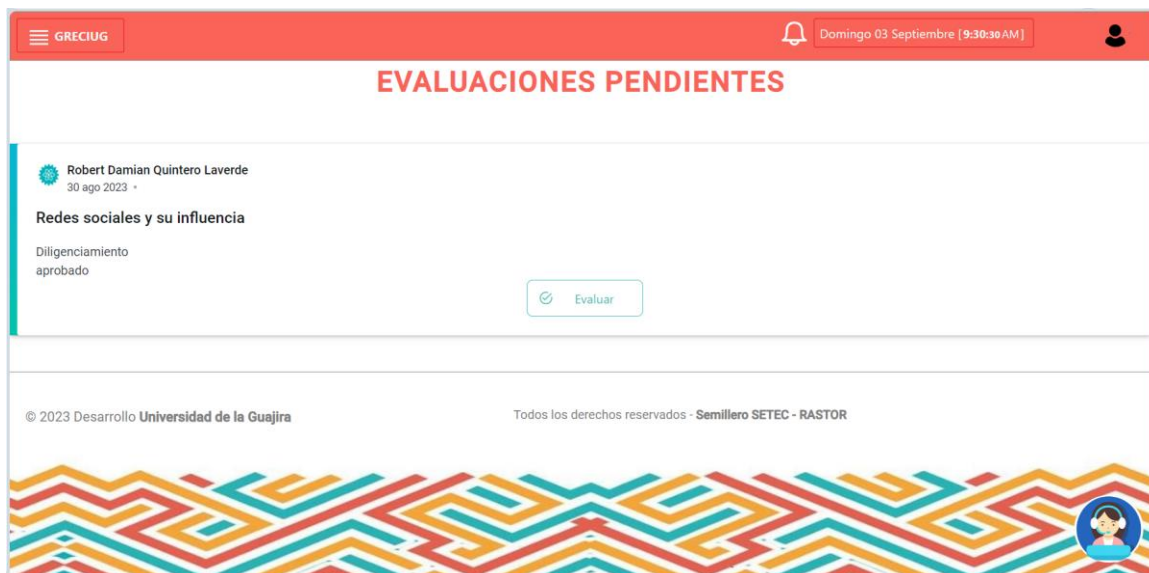 GRECIUG
Domingo 03 Septiembre [9:30:30 AM]
EVALUACIONES PENDIENTES
Robert Damian Quintero Laverde
30 ago 2023
Redes sociales y su influencia
Diligenciamiento
aprobado
Evaluar
© 2023 Desarrollo Universidad de la Guajira
Todos los derechos reservados - Semillero SETEC - RASTOR